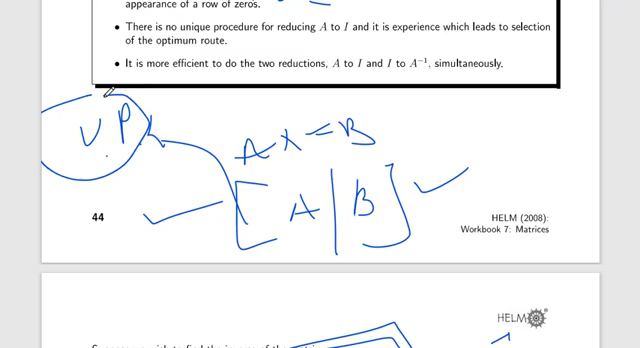 appearance of a row of zeros.
• There is no unique procedure for reducing A to I and it is experience which leads to selection
of the optimum route.
• It is more efficient to do the two reductions, A to I and I to A⁻¹, simultaneously.
UP
AX=B
[A|B]
44
HELM (2008):
Workbook 7: Matrices
HELM